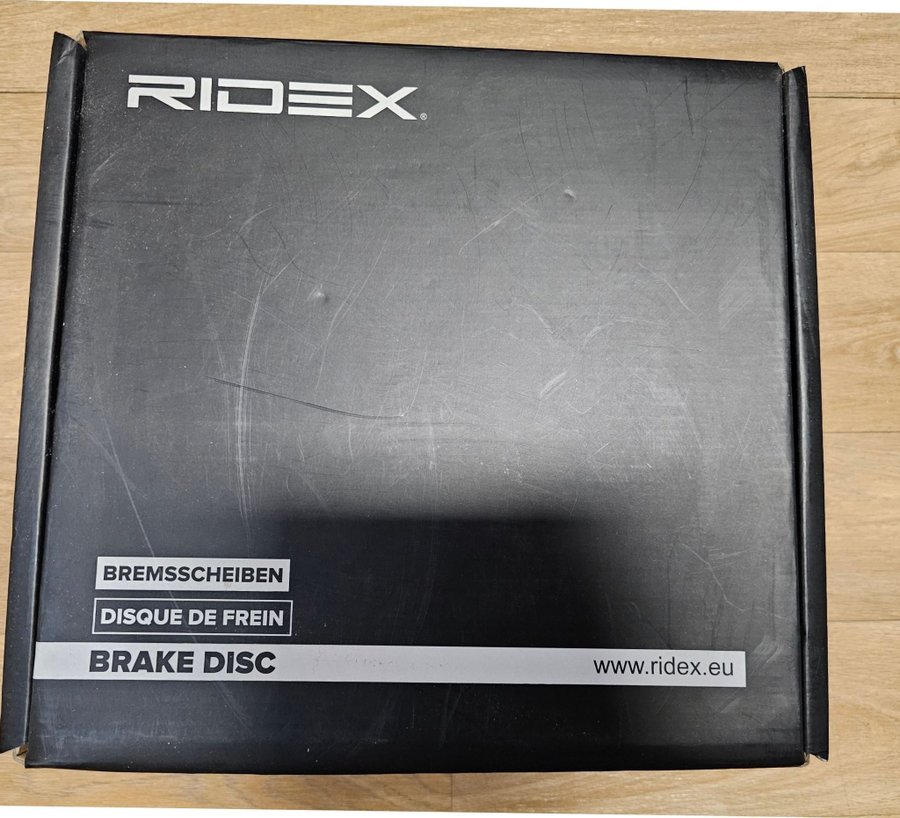 RIDEX®
BREMSSCHEIBEN
DISQUE DE FREIN
BRAKE DISC
www.ridex.eu